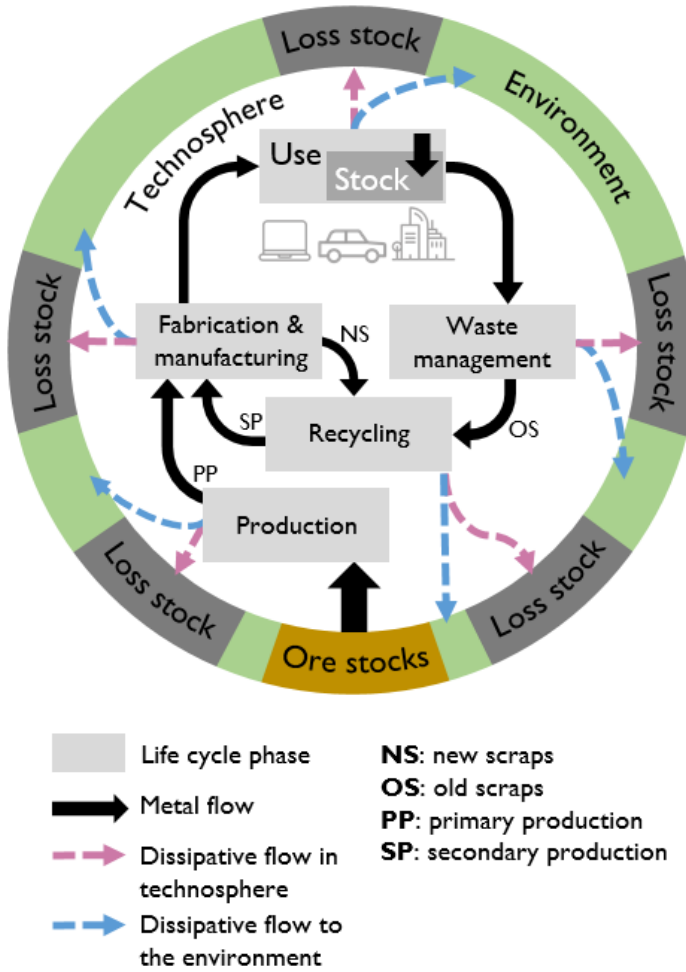 Loss stock
Technosphere
Environment
Use
Stock
Loss stock
Fabrication &
manufacturing
NS
Waste
management
Loss stock
SP
Recycling
OS
PP
Production
Loss stock
Loss stock
Ore stocks
Life cycle phase
Metal flow
Dissipative flow in
technosphere
Dissipative flow to
the environment
NS: new scraps
OS: old scraps
PP: primary production
SP: secondary production